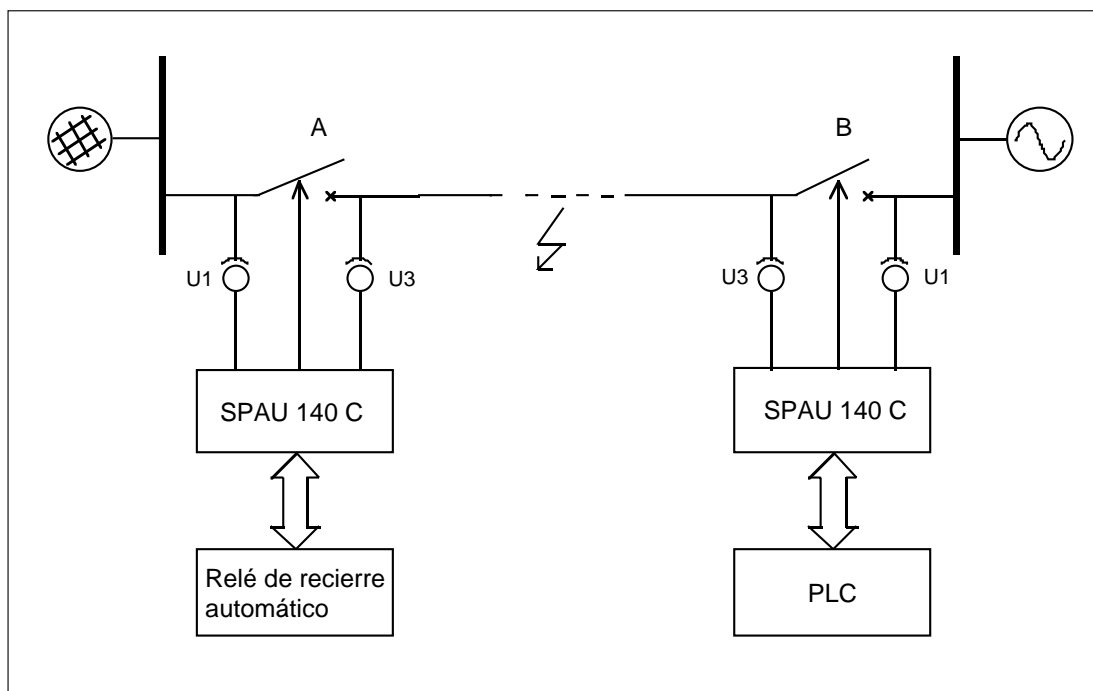 A
B
U1
U3
U3
U1
SPAU 140 C
SPAU 140 C
Relé de recierre
automático
PLC